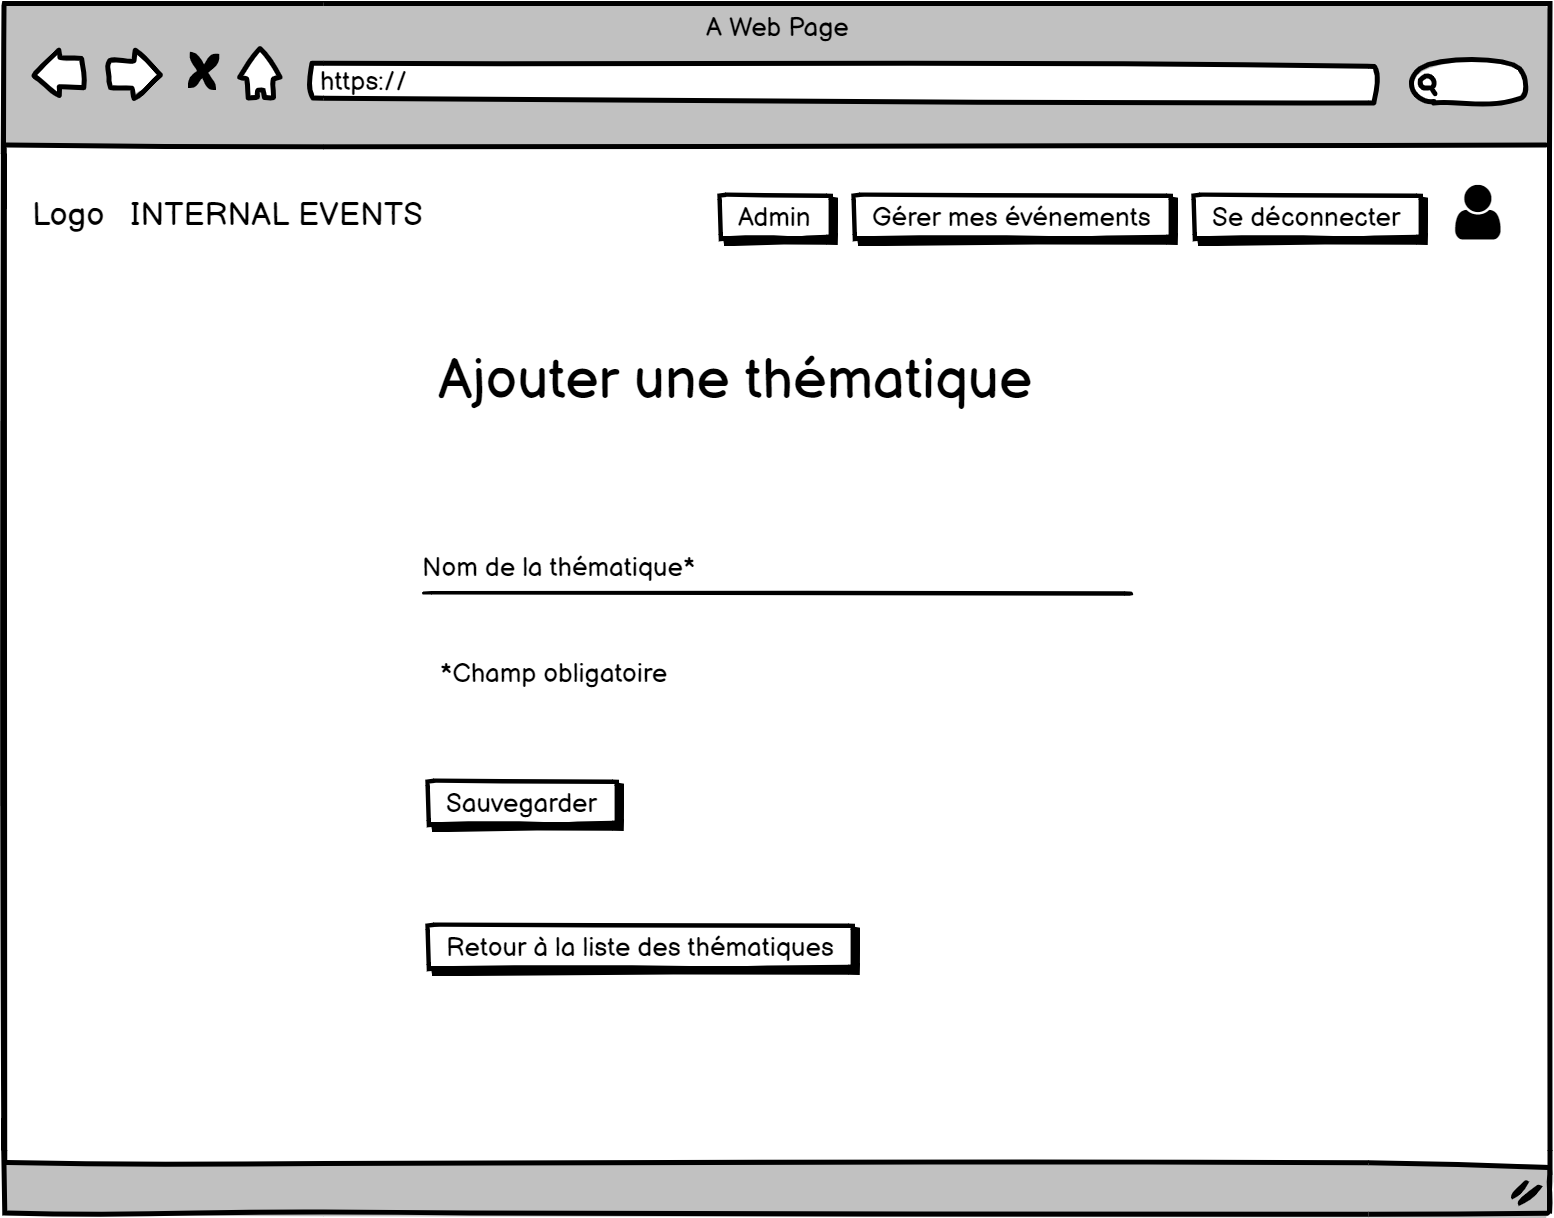 A Web Page
https://
Logo INTERNAL EVENTS
Admin
Gérer mes événements
Se déconnecter
Ajouter une thématique
Nom de la thématique*
*Champ obligatoire
Sauvegarder
Retour à la liste des thématiques